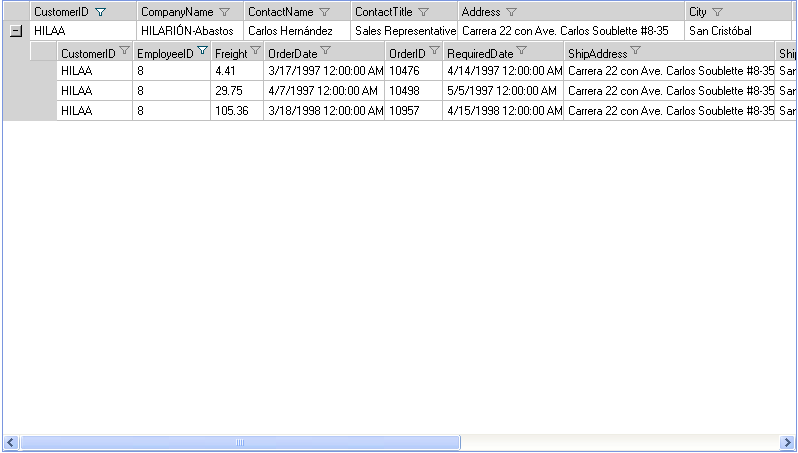 CustomerID CompanyName ContactName ContactTitle Address City
HILAA HILARIÓN-Abastos Carlos Hernández Sales Representative Carrera 22 con Ave. Carlos Soublette #8-35 San Cristóbal
CustomerID EmployeeID Freight OrderDate OrderID RequiredDate ShipAddress Ship
HILAA 8 4.41 3/17/1997 12:00:00 AM 10476 4/14/1997 12:00:00 AM Carrera 22 con Ave. Carlos Soublette #8-35 San
HILAA 8 29.75 4/7/1997 12:00:00 AM 10498 5/5/1997 12:00:00 AM Carrera 22 con Ave. Carlos Soublette #8-35 San
HILAA 8 105.36 3/18/1998 12:00:00 AM 10957 4/15/1998 12:00:00 AM Carrera 22 con Ave. Carlos Soublette #8-35 San